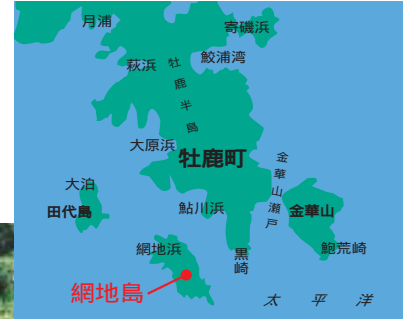 月浦
寄磯浜
鮫浦湾
荻浜
牡鹿半島
大原浜
牡鹿町
金華山瀬戸
大泊
田代島
鮎川浜
金華山
網地浜
黒崎
鮑荒崎
網地島
太平洋